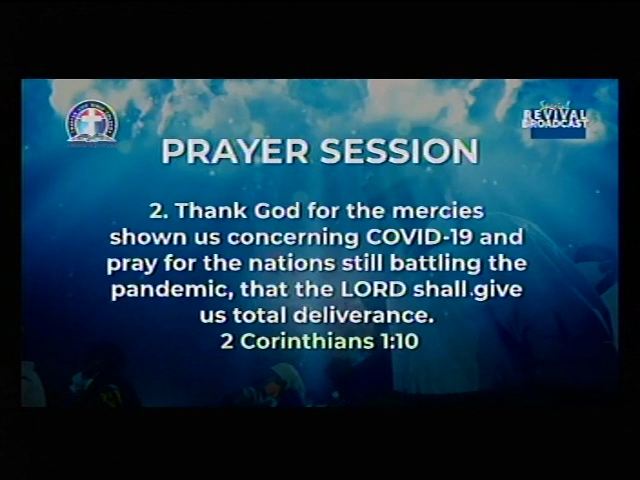 Special
REVIVAL
BROADCAST
PRAYER SESSION
2. Thank God for the mercies
shown us concerning COVID-19 and
pray for the nations still battling the
pandemic, that the LORD shall give
us total deliverance.
2 Corinthians 1:10